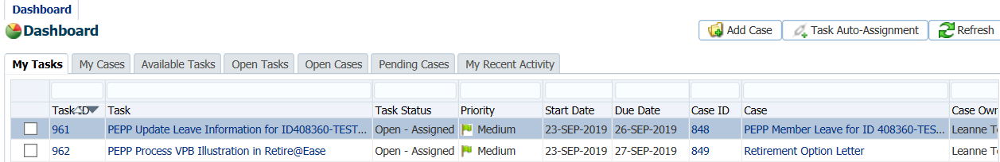 Dashboard
Dashboard
Add Case Task Auto-Assignment Refresh
My Tasks My Cases Available Tasks Open Tasks Open Cases Pending Cases My Recent Activity
Task ID Task Task Status Priority Start Date Due Date Case ID Case Case Own
961 PEPP Update Leave Information for ID408360-TEST... Open - Assigned Medium 23-SEP-2019 26-SEP-2019 848 PEPP Member Leave for ID 408360-TES... Leanne To
962 PEPP Process VPB Illustration in Retire@Ease Open - Assigned Medium 23-SEP-2019 27-SEP-2019 849 Retirement Option Letter Leanne To